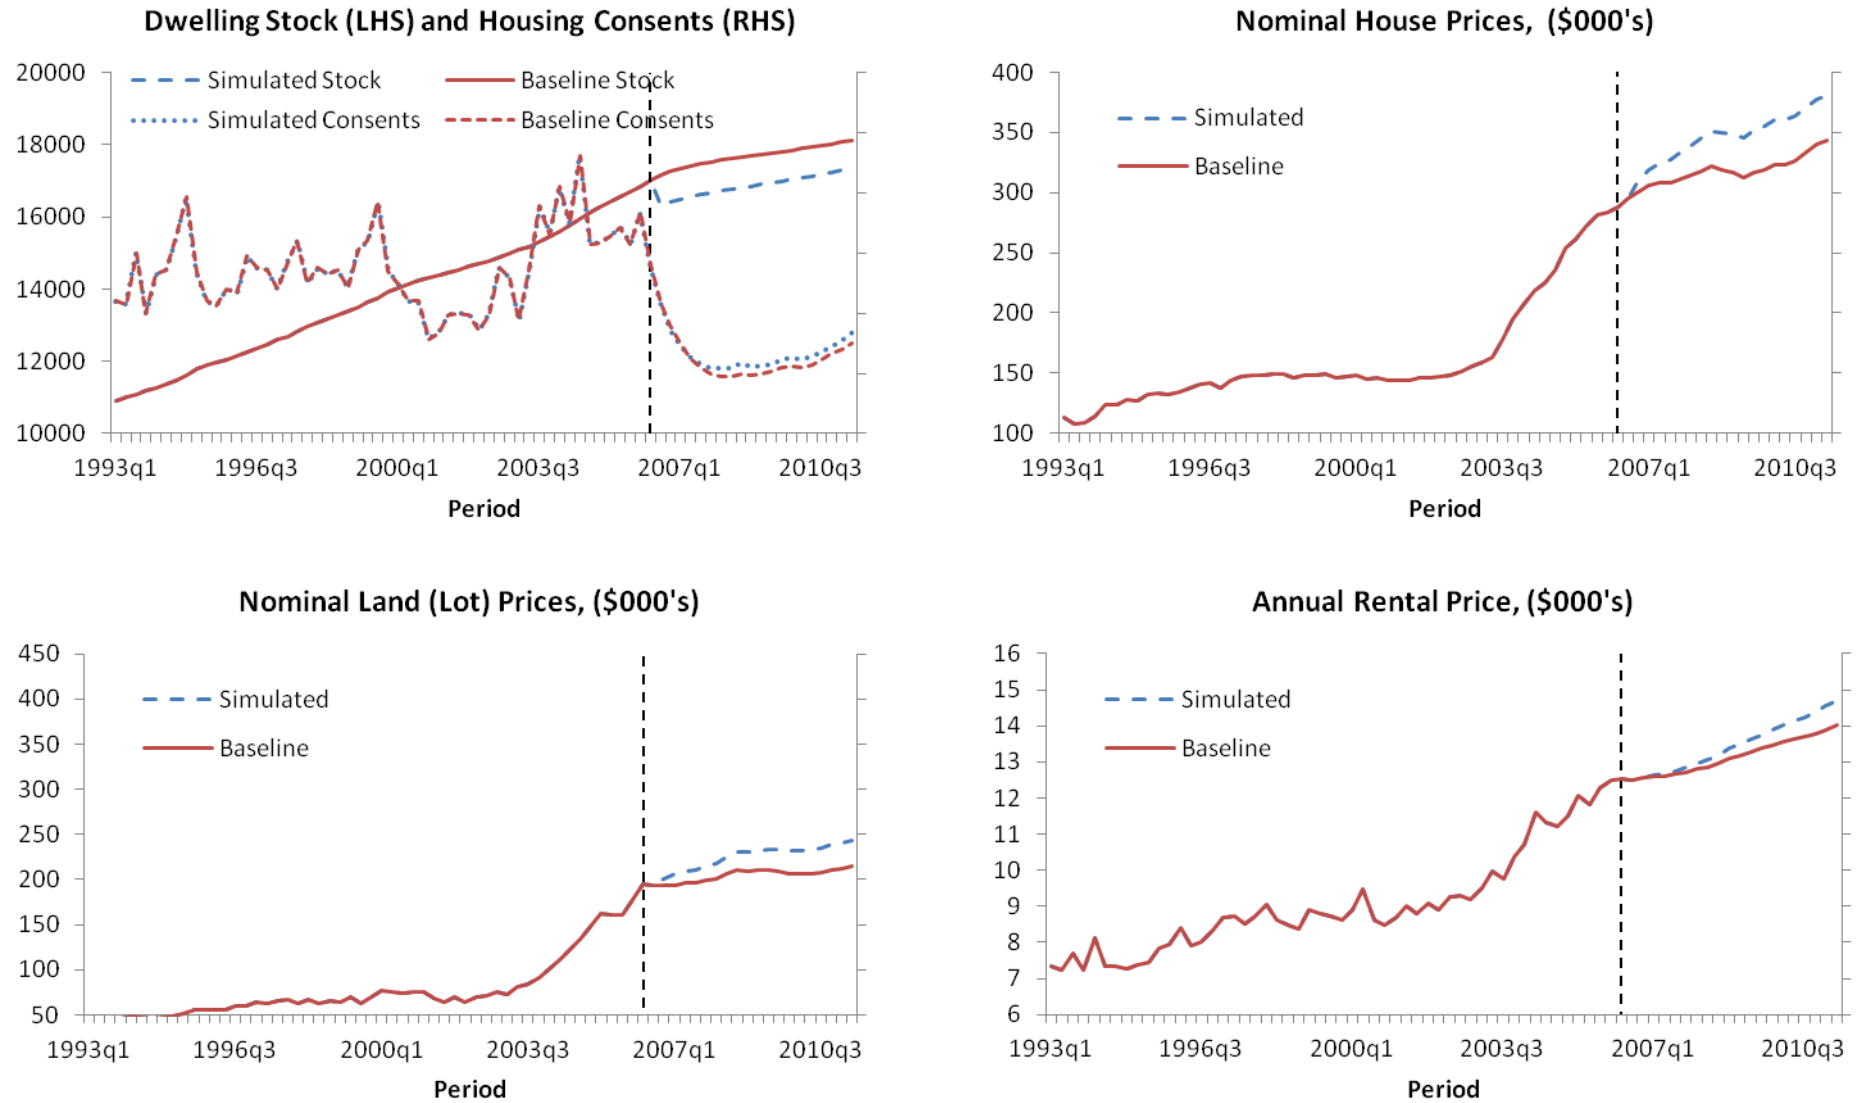 Dwelling Stock (LHS) and Housing Consents (RHS)
20000
18000
16000
14000
12000
10000
Simulated Stock
Baseline Stock
Simulated Consents
Baseline Consents
1993q1 1996q3 2000q1 2003q3 2007q1 2010q3
Period
Nominal House Prices, ($000's)
400
350
300
250
200
150
100
Simulated
Baseline
1993q1 1996q3 2000q1 2003q3 2007q1 2010q3
Period
Nominal Land (Lot) Prices, ($000's)
450
400
350
300
250
200
150
100
50
Simulated
Baseline
1993q1 1996q3 2000q1 2003q3 2007q1 2010q3
Period
Annual Rental Price, ($000's)
16
15
14
13
12
11
10
9
8
7
6
Simulated
Baseline
1993q1 1996q3 2000q1 2003q3 2007q1 2010q3
Period